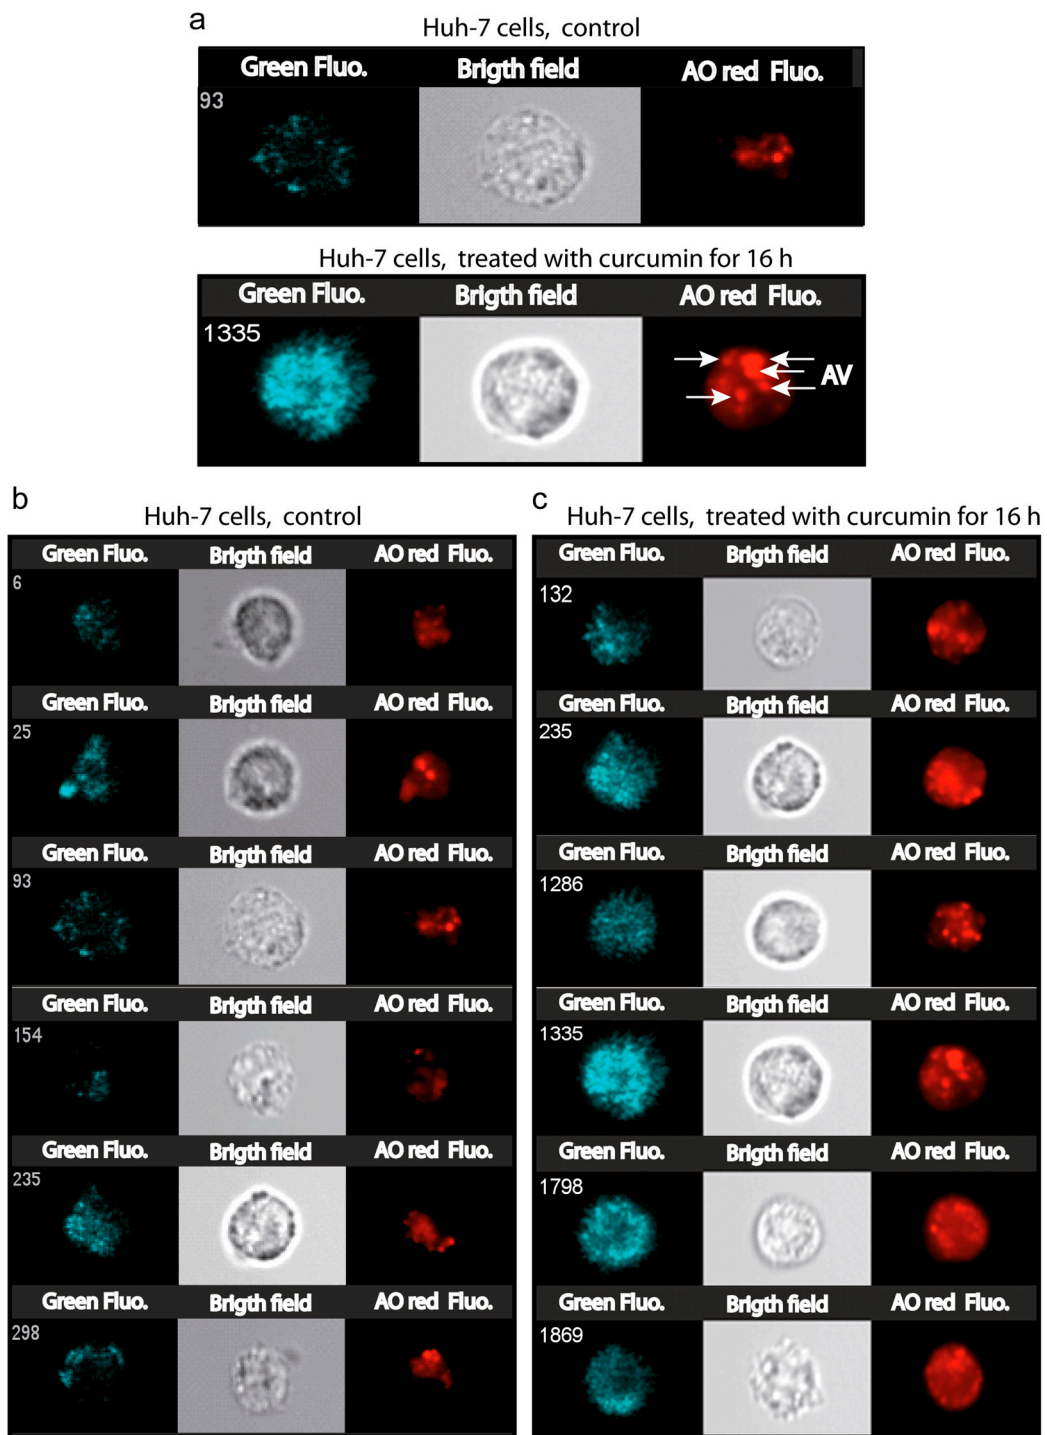 a
Huh-7 cells, control
Green Fluo. Brigth field AO red Fluo.
93
Huh-7 cells, treated with curcumin for 16 h
Green Fluo. Brigth field AO red Fluo.
1335
AV
b
Huh-7 cells, control
Green Fluo. Brigth field AO red Fluo.
6
Green Fluo. Brigth field AO red Fluo.
25
Green Fluo. Brigth field AO red Fluo.
93
Green Fluo. Brigth field AO red Fluo.
154
Green Fluo. Brigth field AO red Fluo.
235
Green Fluo. Brigth field AO red Fluo.
298
c
Huh-7 cells, treated with curcumin for 16 h
Green Fluo. Brigth field AO red Fluo.
132
Green Fluo. Brigth field AO red Fluo.
235
Green Fluo. Brigth field AO red Fluo.
1286
Green Fluo. Brigth field AO red Fluo.
1335
Green Fluo. Brigth field AO red Fluo.
1798
Green Fluo. Brigth field AO red Fluo.
1869